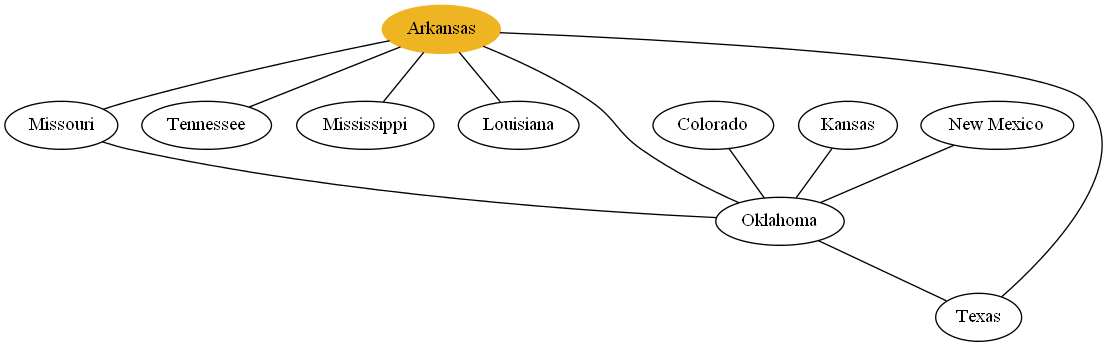 Arkansas
Missouri
Tennessee
Mississippi
Louisiana
Colorado
Kansas
New Mexico
Oklahoma
Texas